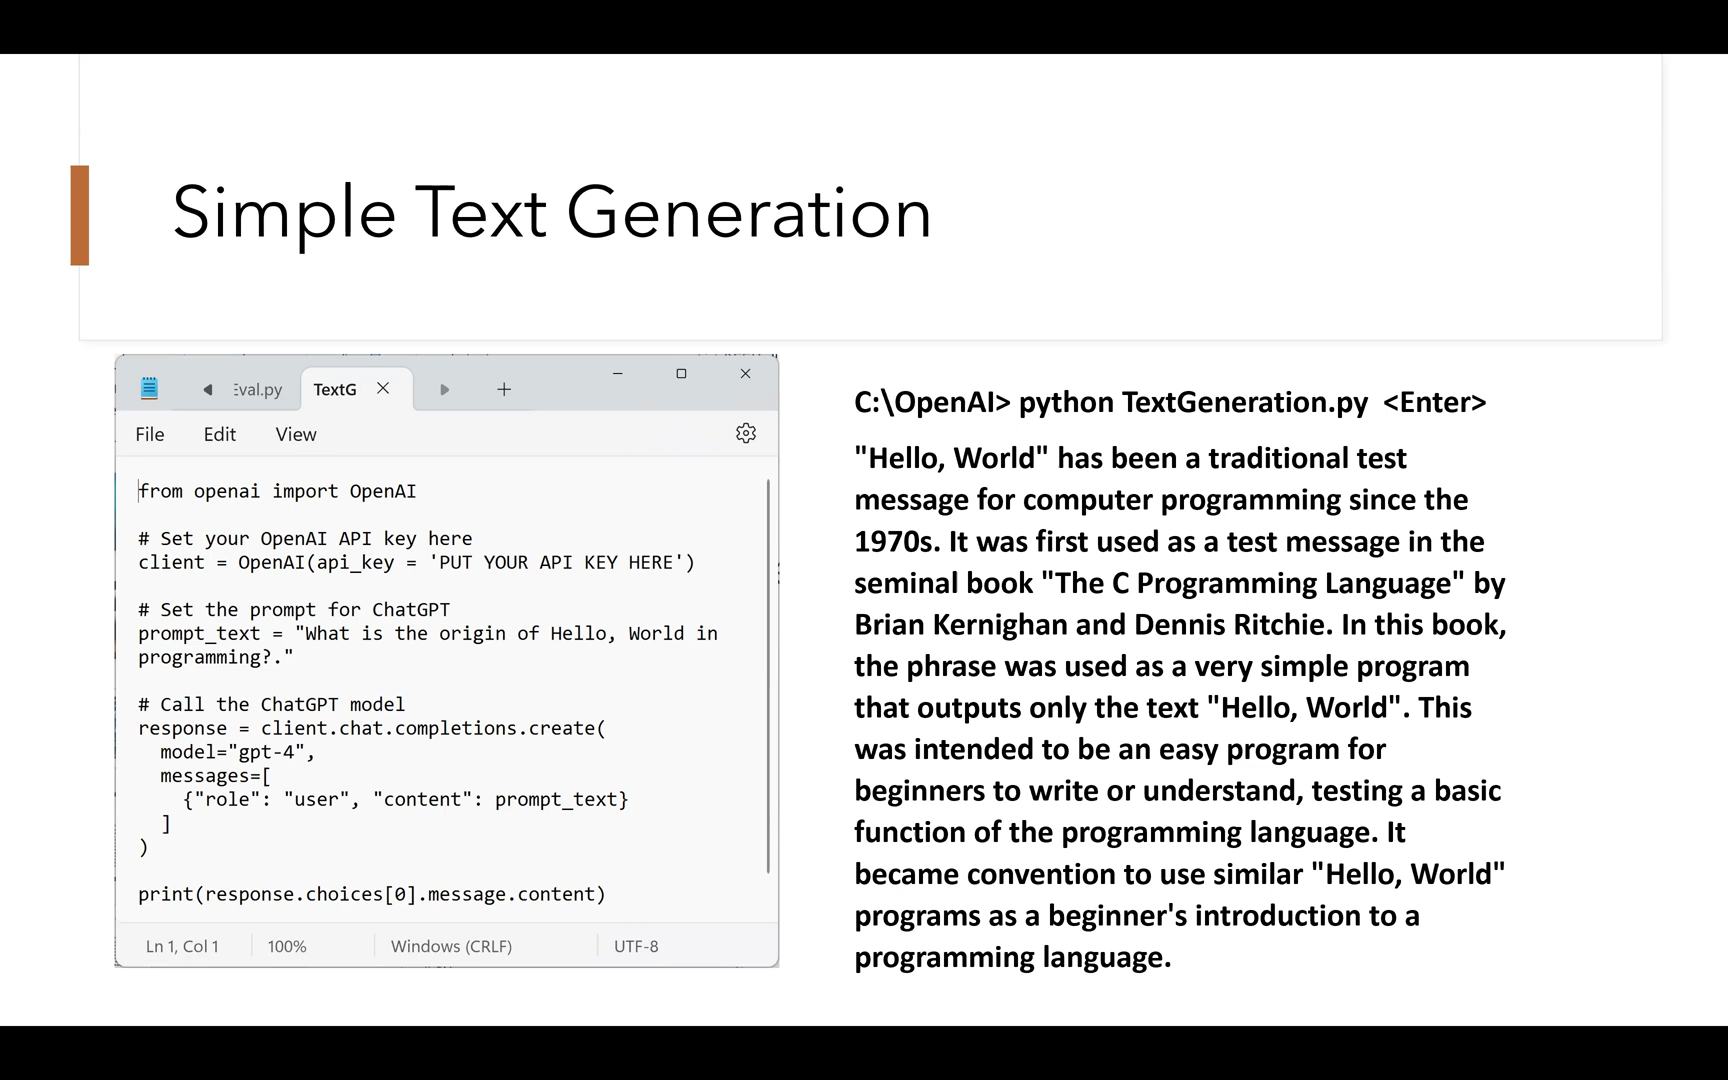 Simple Text Generation
Eval.py
TextG
File Edit View
from openai import OpenAI
# Set your OpenAI API key here
client = OpenAI(api_key = 'PUT YOUR API KEY HERE')
# Set the prompt for ChatGPT
prompt_text = "What is the origin of Hello, World in
programming?."
# Call the ChatGPT model
response = client.chat.completions.create(
model="gpt-4",
messages=[
{"role": "user", "content": prompt_text}
]
)
print(response.choices[0].message.content)
Ln 1, Col 1 100% Windows (CRLF) UTF-8
C:\OpenAI> python TextGeneration.py <Enter>
"Hello, World" has been a traditional test
message for computer programming since the
1970s. It was first used as a test message in the
seminal book "The C Programming Language" by
Brian Kernighan and Dennis Ritchie. In this book,
the phrase was used as a very simple program
that outputs only the text "Hello, World". This
was intended to be an easy program for
beginners to write or understand, testing a basic
function of the programming language. It
became convention to use similar "Hello, World"
programs as a beginner's introduction to a
programming language.